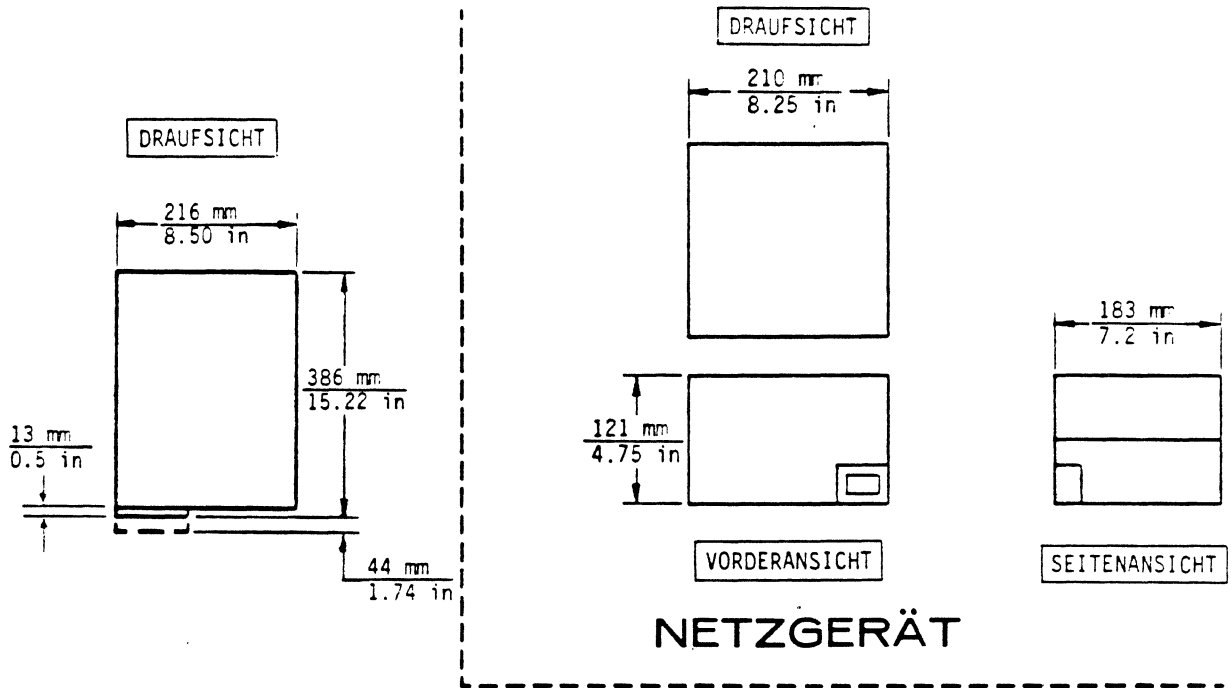 DRAUFSICHT
216 mm
8.50 in
386 mm
15.22 in
13 mm
0.5 in
44 mm
1.74 in
DRAUFSICHT
210 mm
8.25 in
121 mm
4.75 in
183 mm
7.2 in
VORDERANSICHT
SEITENANSICHT
NETZGERÄT